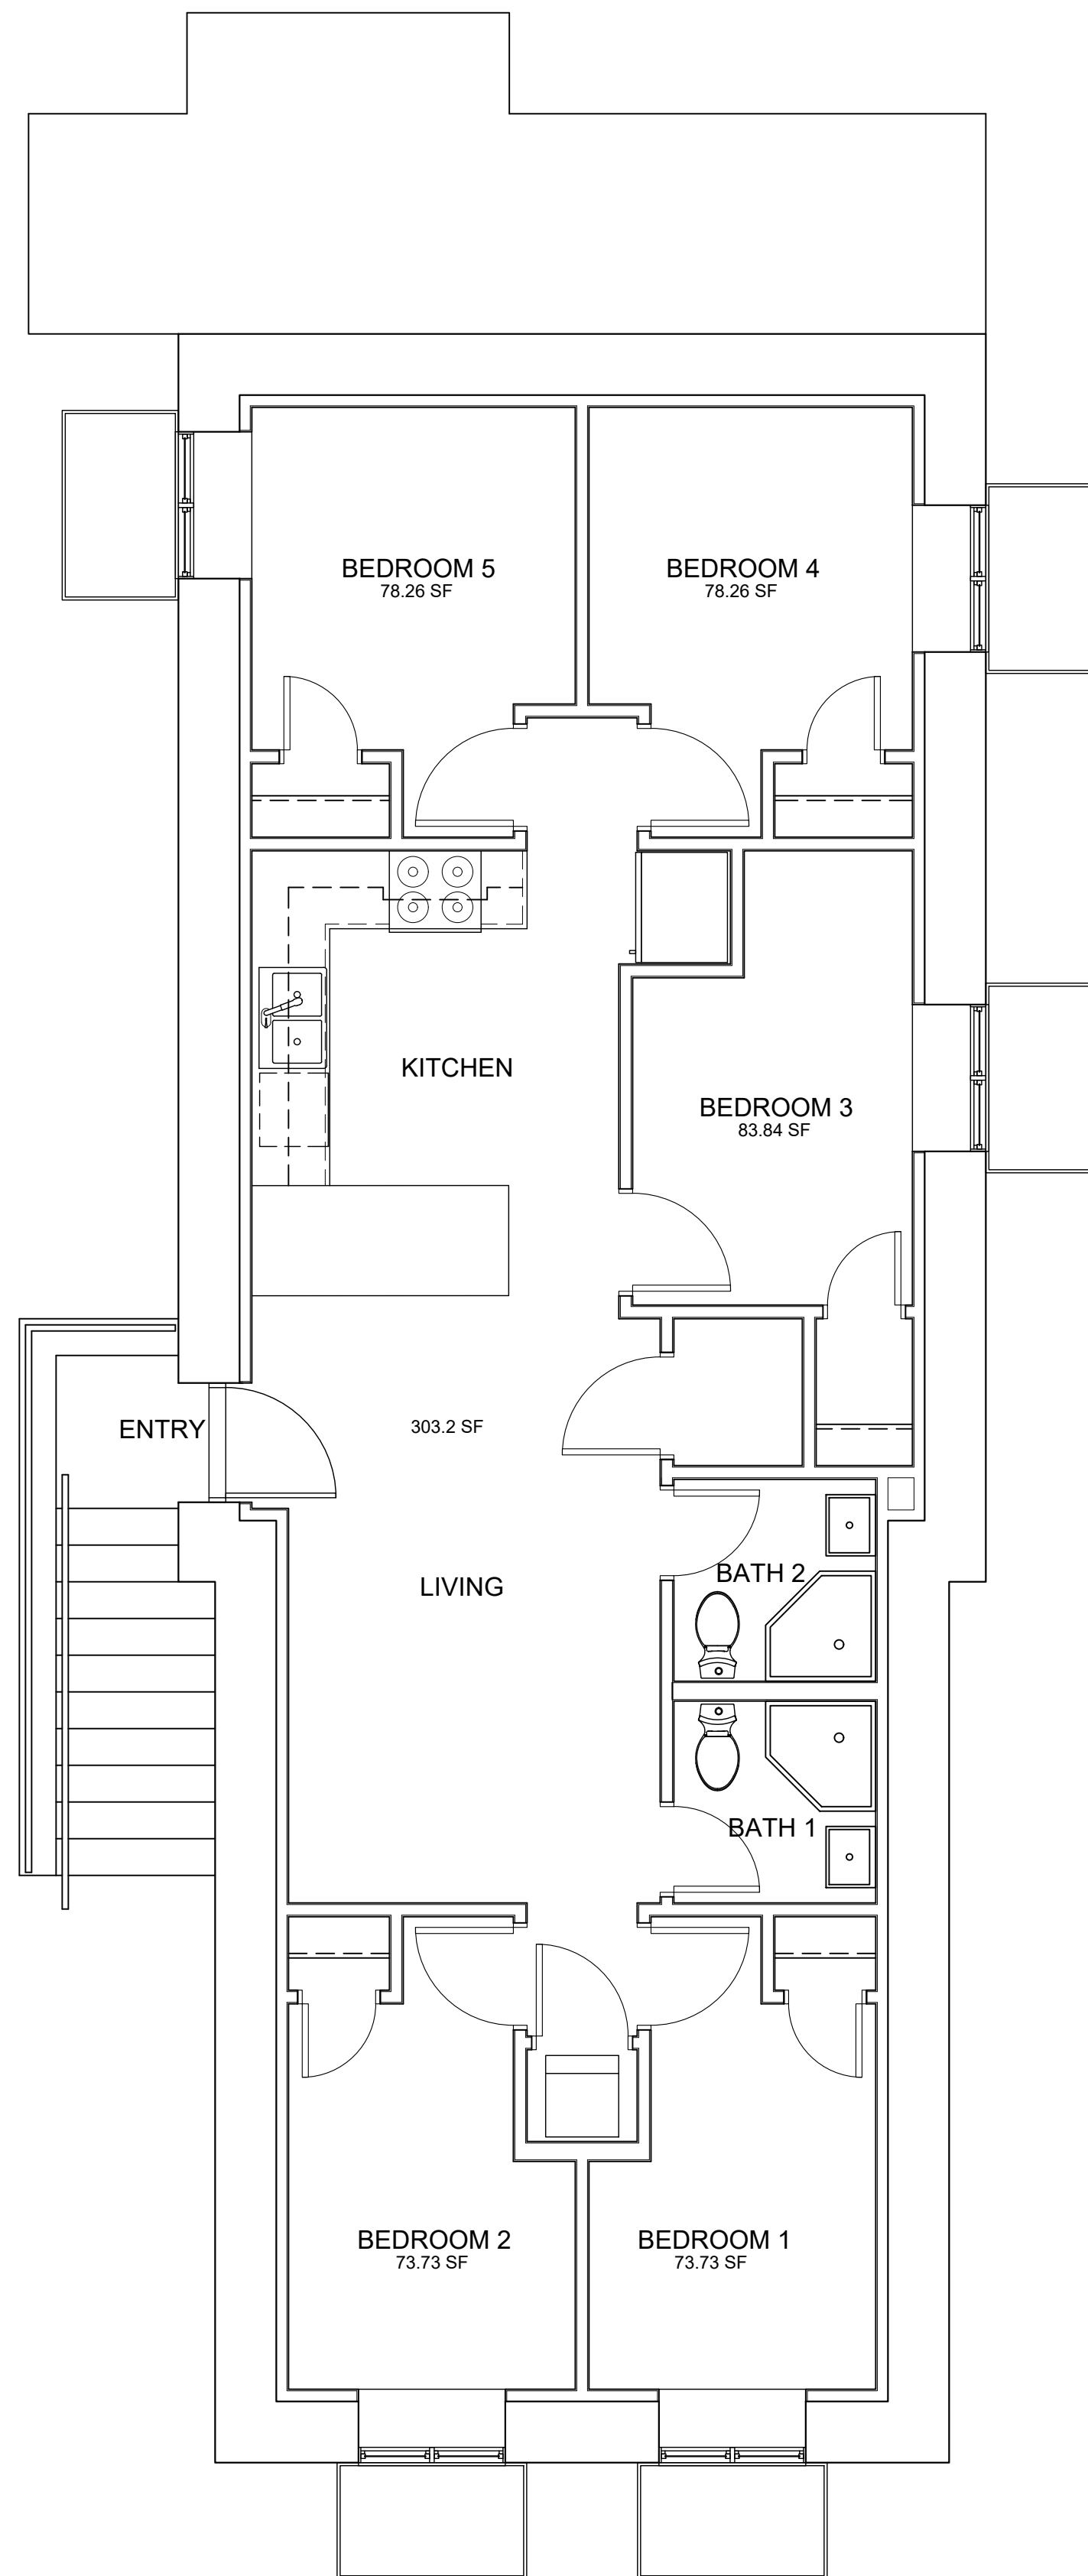 BEDROOM 5
78.26 SF
BEDROOM 4
78.26 SF
KITCHEN
BEDROOM 3
83.84 SF
ENTRY
303.2 SF
LIVING
BATH 2
BATH 1
BEDROOM 2
73.73 SF
BEDROOM 1
73.73 SF